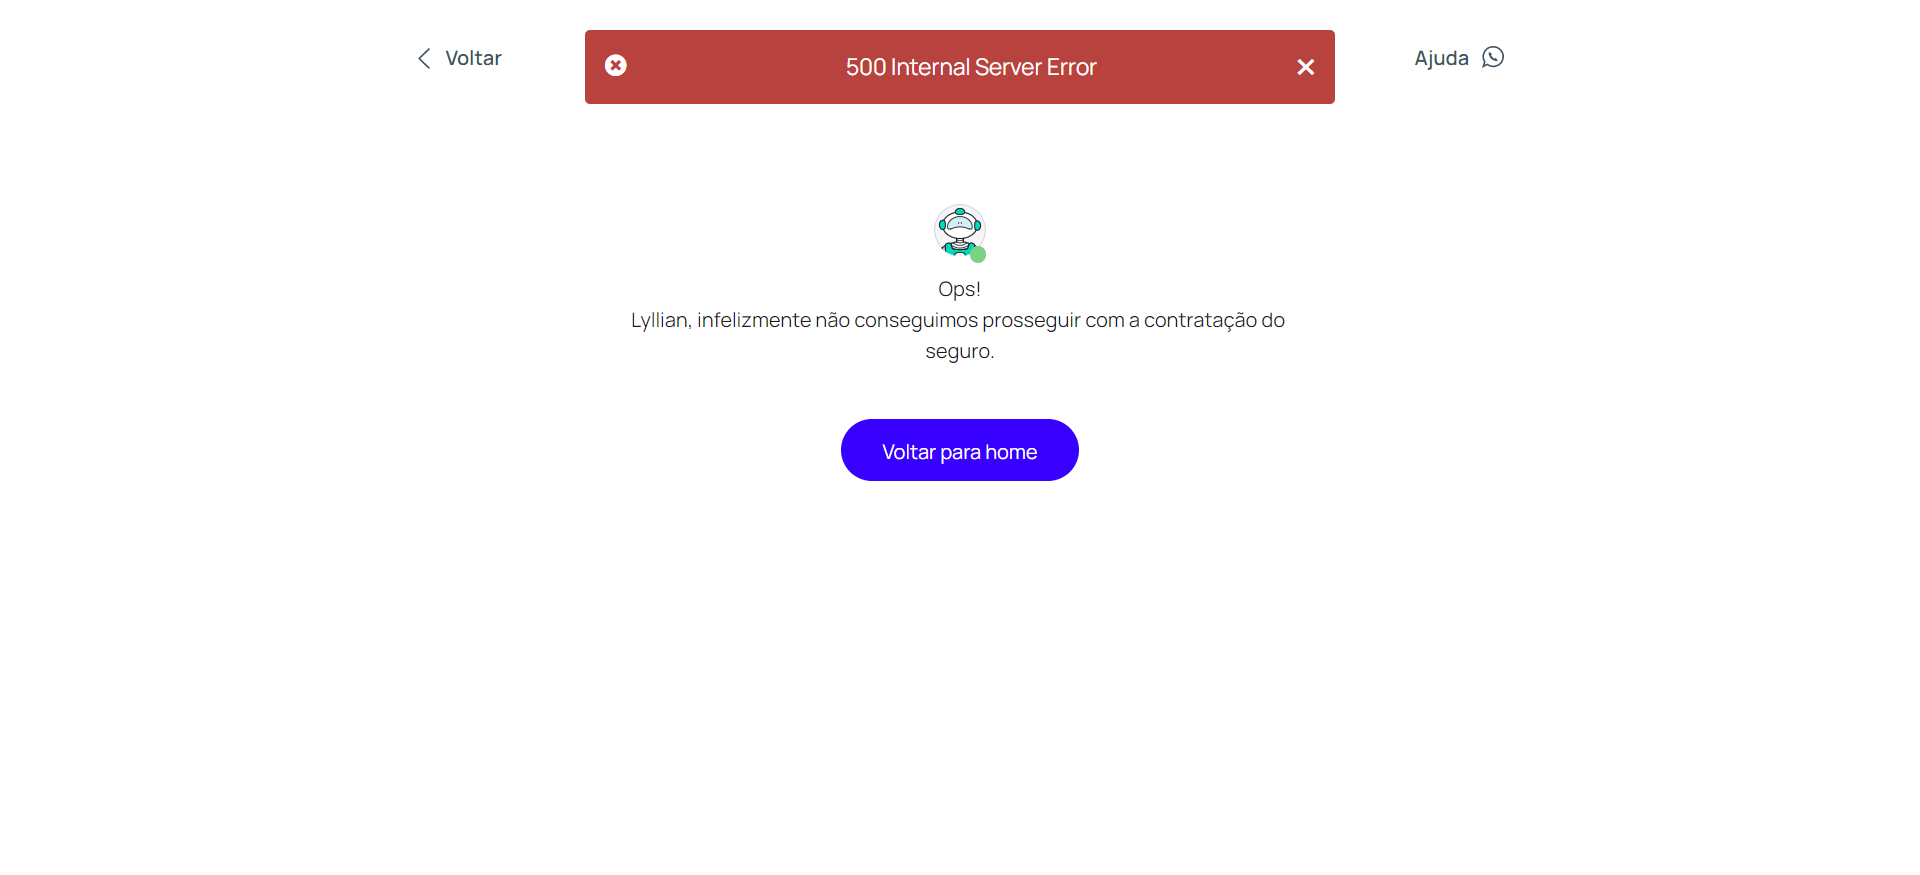 Voltar
500 Internal Server Error
Ajuda
Ops!
Lyllian, infelizmente não conseguimos prosseguir com a contratação do
seguro.
Voltar para home